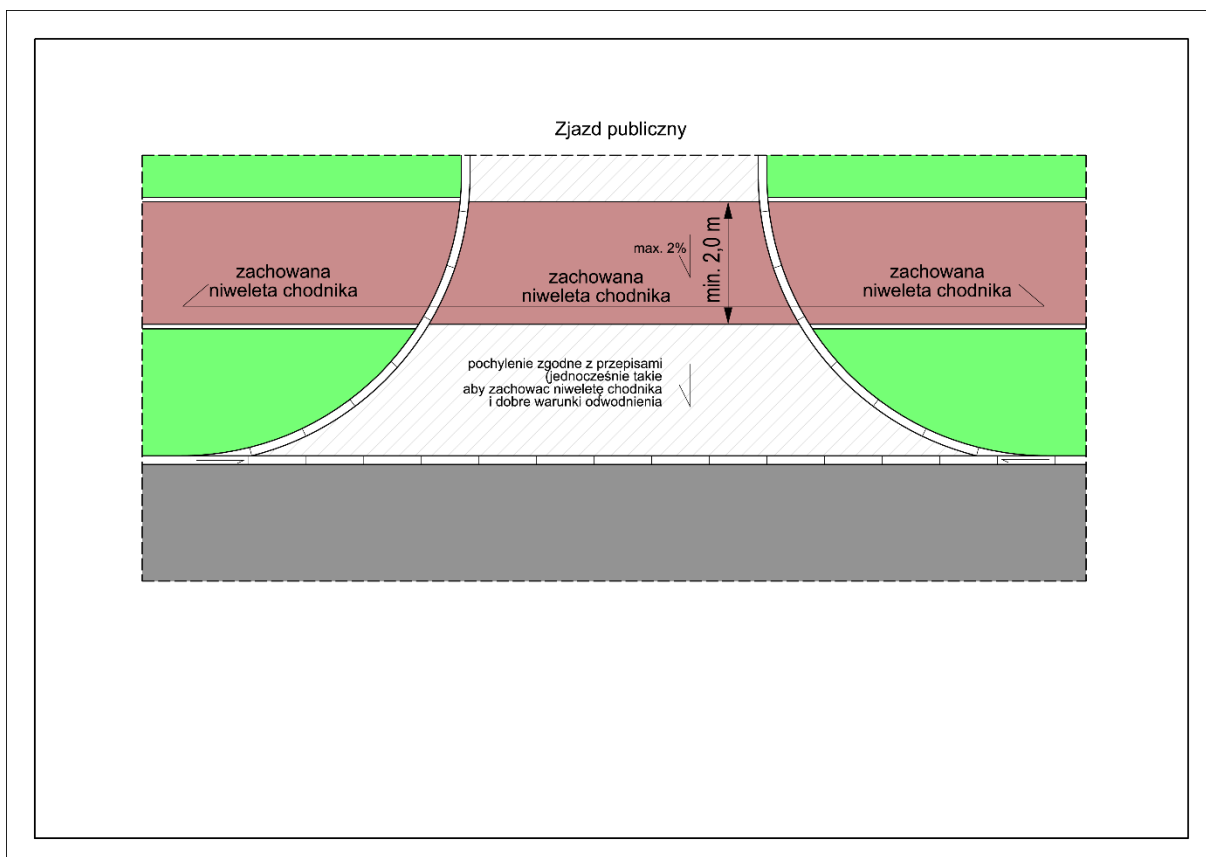 Zjazd publiczny
max. 2%
min. 2,0 m
zachowana
niweleta chodnika
zachowana
niweleta chodnika
zachowana
niweleta chodnika
pochylenie zgodne z przepisami
(jednocześnie takie
aby zachować niweletę chodnika
i dobre warunki odwodnienia